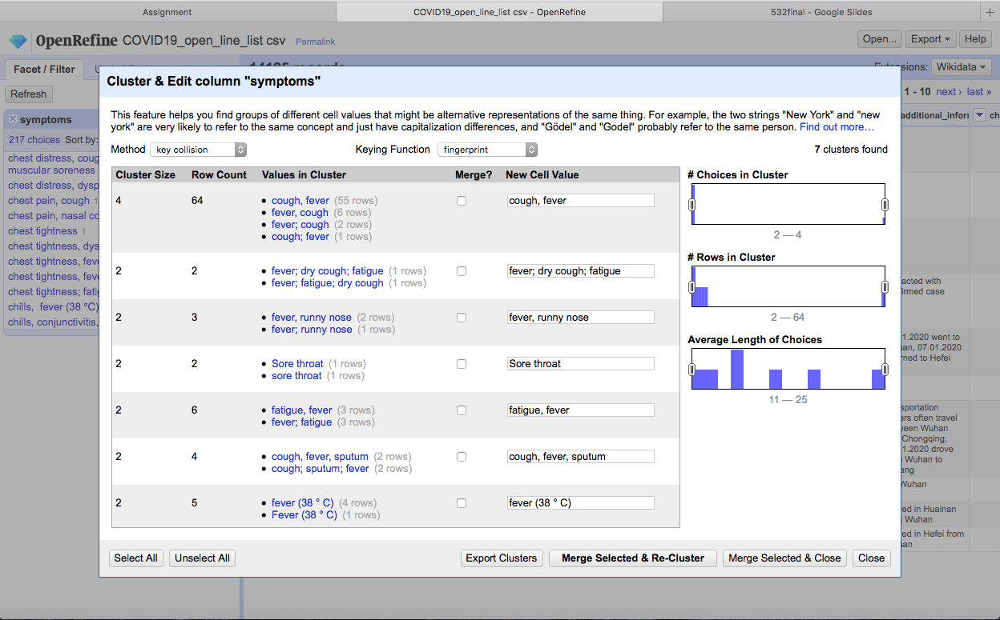 Assignment
COVID19_open_line_list csv - OpenRefine
532final - Google Slides
OpenRefine COVID19_open_line_list csv Permalink
Open... Export Help
Facet / Filter
Extensions: Wikidata
Refresh
1 - 10 next › last »
symptoms
217 choices Sort by:
chest distress, coug
muscular soreness
chest distress, dysp
chest pain, cough 1
chest pain, nasal co
chest tightness 1
chest tightness, dys
chest tightness, feve
chest tightness, feve
chest tightness; fatig
chills, fever (38 °C)
chills, conjunctivitis,
Cluster & Edit column "symptoms"
This feature helps you find groups of different cell values that might be alternative representations of the same thing. For example, the two strings "New York" and "new
york" are very likely to refer to the same concept and just have capitalization differences, and "Gödel" and "Godel" probably refer to the same person. Find out more…
Method key collision Keying Function fingerprint 7 clusters found
Cluster Size Row Count Values in Cluster Merge? New Cell Value
4 64 • cough, fever (55 rows) cough, fever
• fever, cough (6 rows)
• fever; cough (2 rows)
• cough; fever (1 rows)
2 2 • fever; dry cough; fatigue (1 rows) fever; dry cough; fatigue
• fever; fatigue; dry cough (1 rows)
2 3 • fever, runny nose (2 rows) fever, runny nose
• fever; runny nose (1 rows)
2 2 • Sore throat (1 rows) Sore throat
• sore throat (1 rows)
2 6 • fatigue, fever (3 rows) fatigue, fever
• fever; fatigue (3 rows)
2 4 • cough, fever, sputum (2 rows) cough, fever, sputum
• cough; sputum; fever (2 rows)
2 5 • fever (38 ° C) (4 rows) fever (38 ° C)
• Fever (38 ° C) (1 rows)
# Choices in Cluster
2 — 4
# Rows in Cluster
2 — 64
Average Length of Choices
11 — 25
Select All Unselect All Export Clusters Merge Selected & Re-Cluster Merge Selected & Close Close
additional_inforr ch
acted with
irmed case
1.2020 went to
an, 07.01.2020
ned to Hefei
sportation
ers often travel
veen Wuhan
Chongqing;
1.2020 drove
Wuhan to
ang
Wuhan
ed in Huainan
Wuhan
ed in Hefei from
an